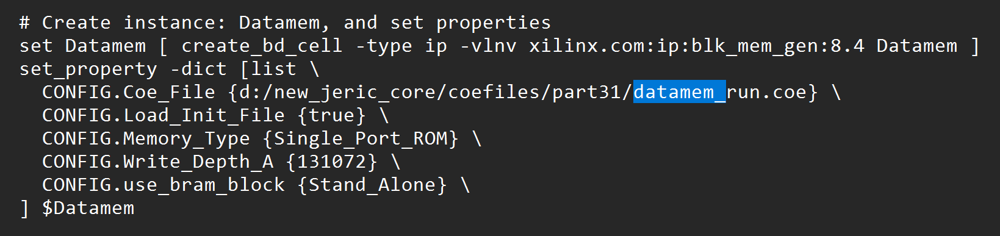 # Create instance: Datamem, and set properties
set Datamem [ create_bd_cell -type ip -vlnv xilinx.com:ip:blk_mem_gen:8.4 Datamem ]
set_property -dict [list \
  CONFIG.Coe_File {d:/new_jeric_core/coefiles/part31/datamem_run.coe} \
  CONFIG.Load_Init_File {true} \
  CONFIG.Memory_Type {Single_Port_ROM} \
  CONFIG.Write_Depth_A {131072} \
  CONFIG.use_bram_block {Stand_Alone} \
] $Datamem